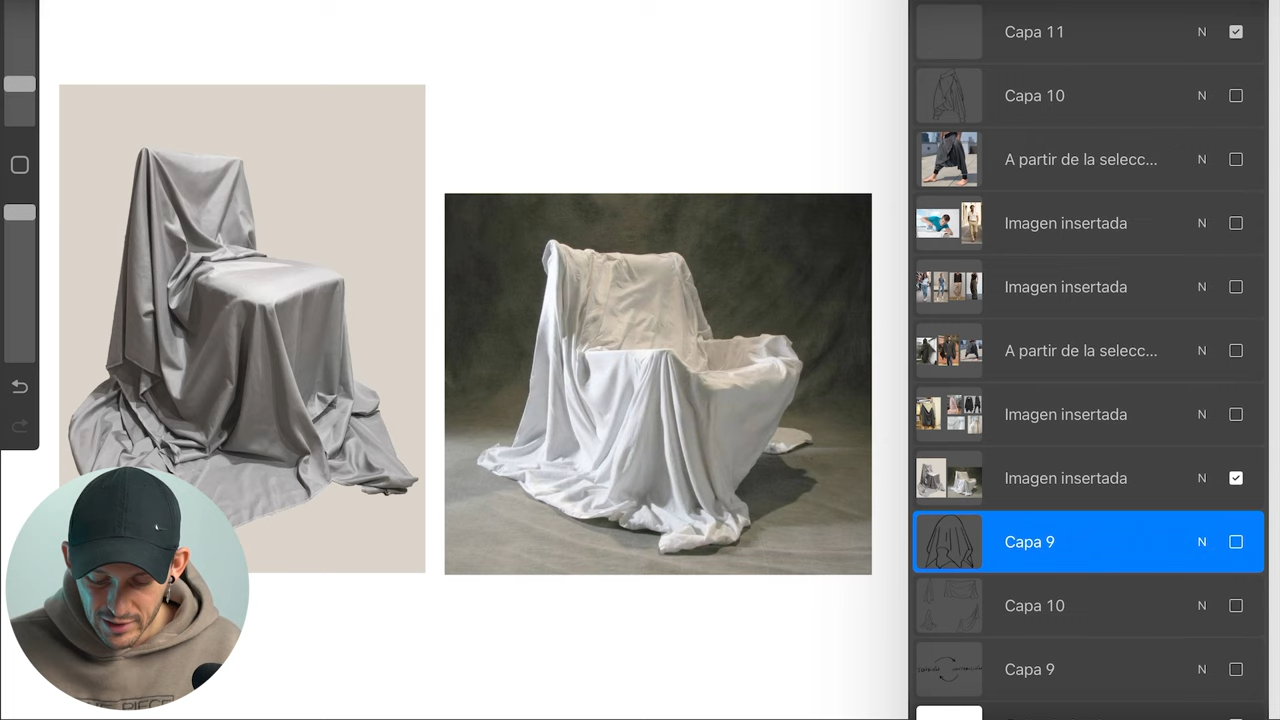 Capa 11 N
Capa 10 N
A partir de la selecc... N
Imagen insertada N
Imagen insertada N
A partir de la selecc... N
Imagen insertada N
Imagen insertada N
Capa 9 N
Capa 10 N
Capa 9 N
PIECE